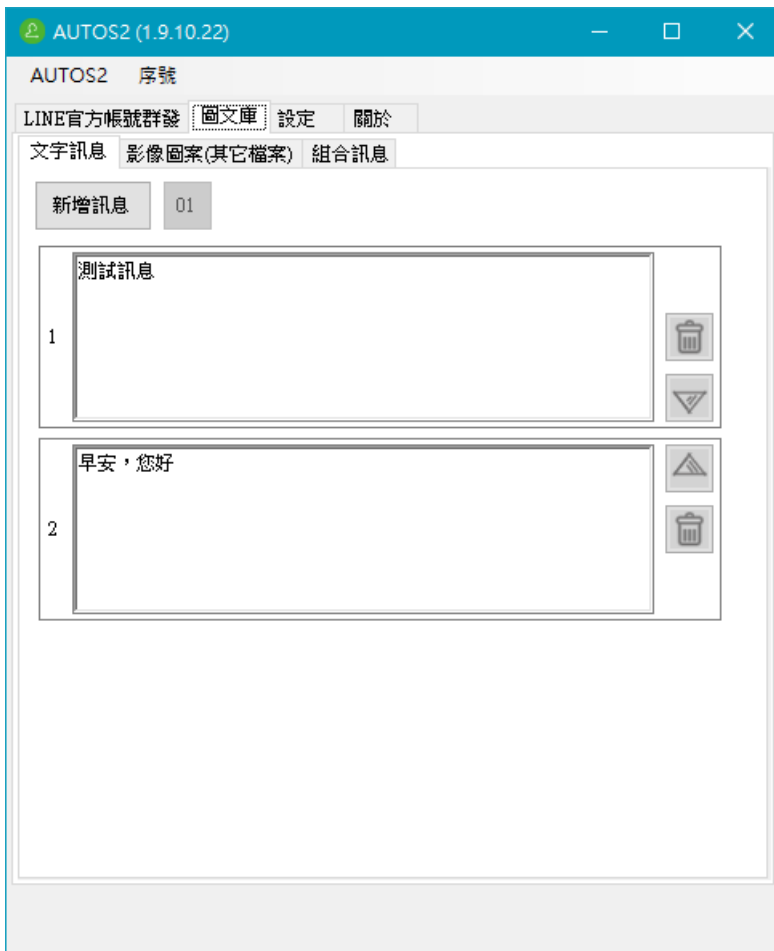 AUTOS2 (1.9.10.22)
AUTOS2 序號
LINE官方帳號群發 圖文庫 設定 關於
文字訊息 影像圖案(其它檔案) 組合訊息
新增訊息 01
測試訊息
1
早安，您好
2